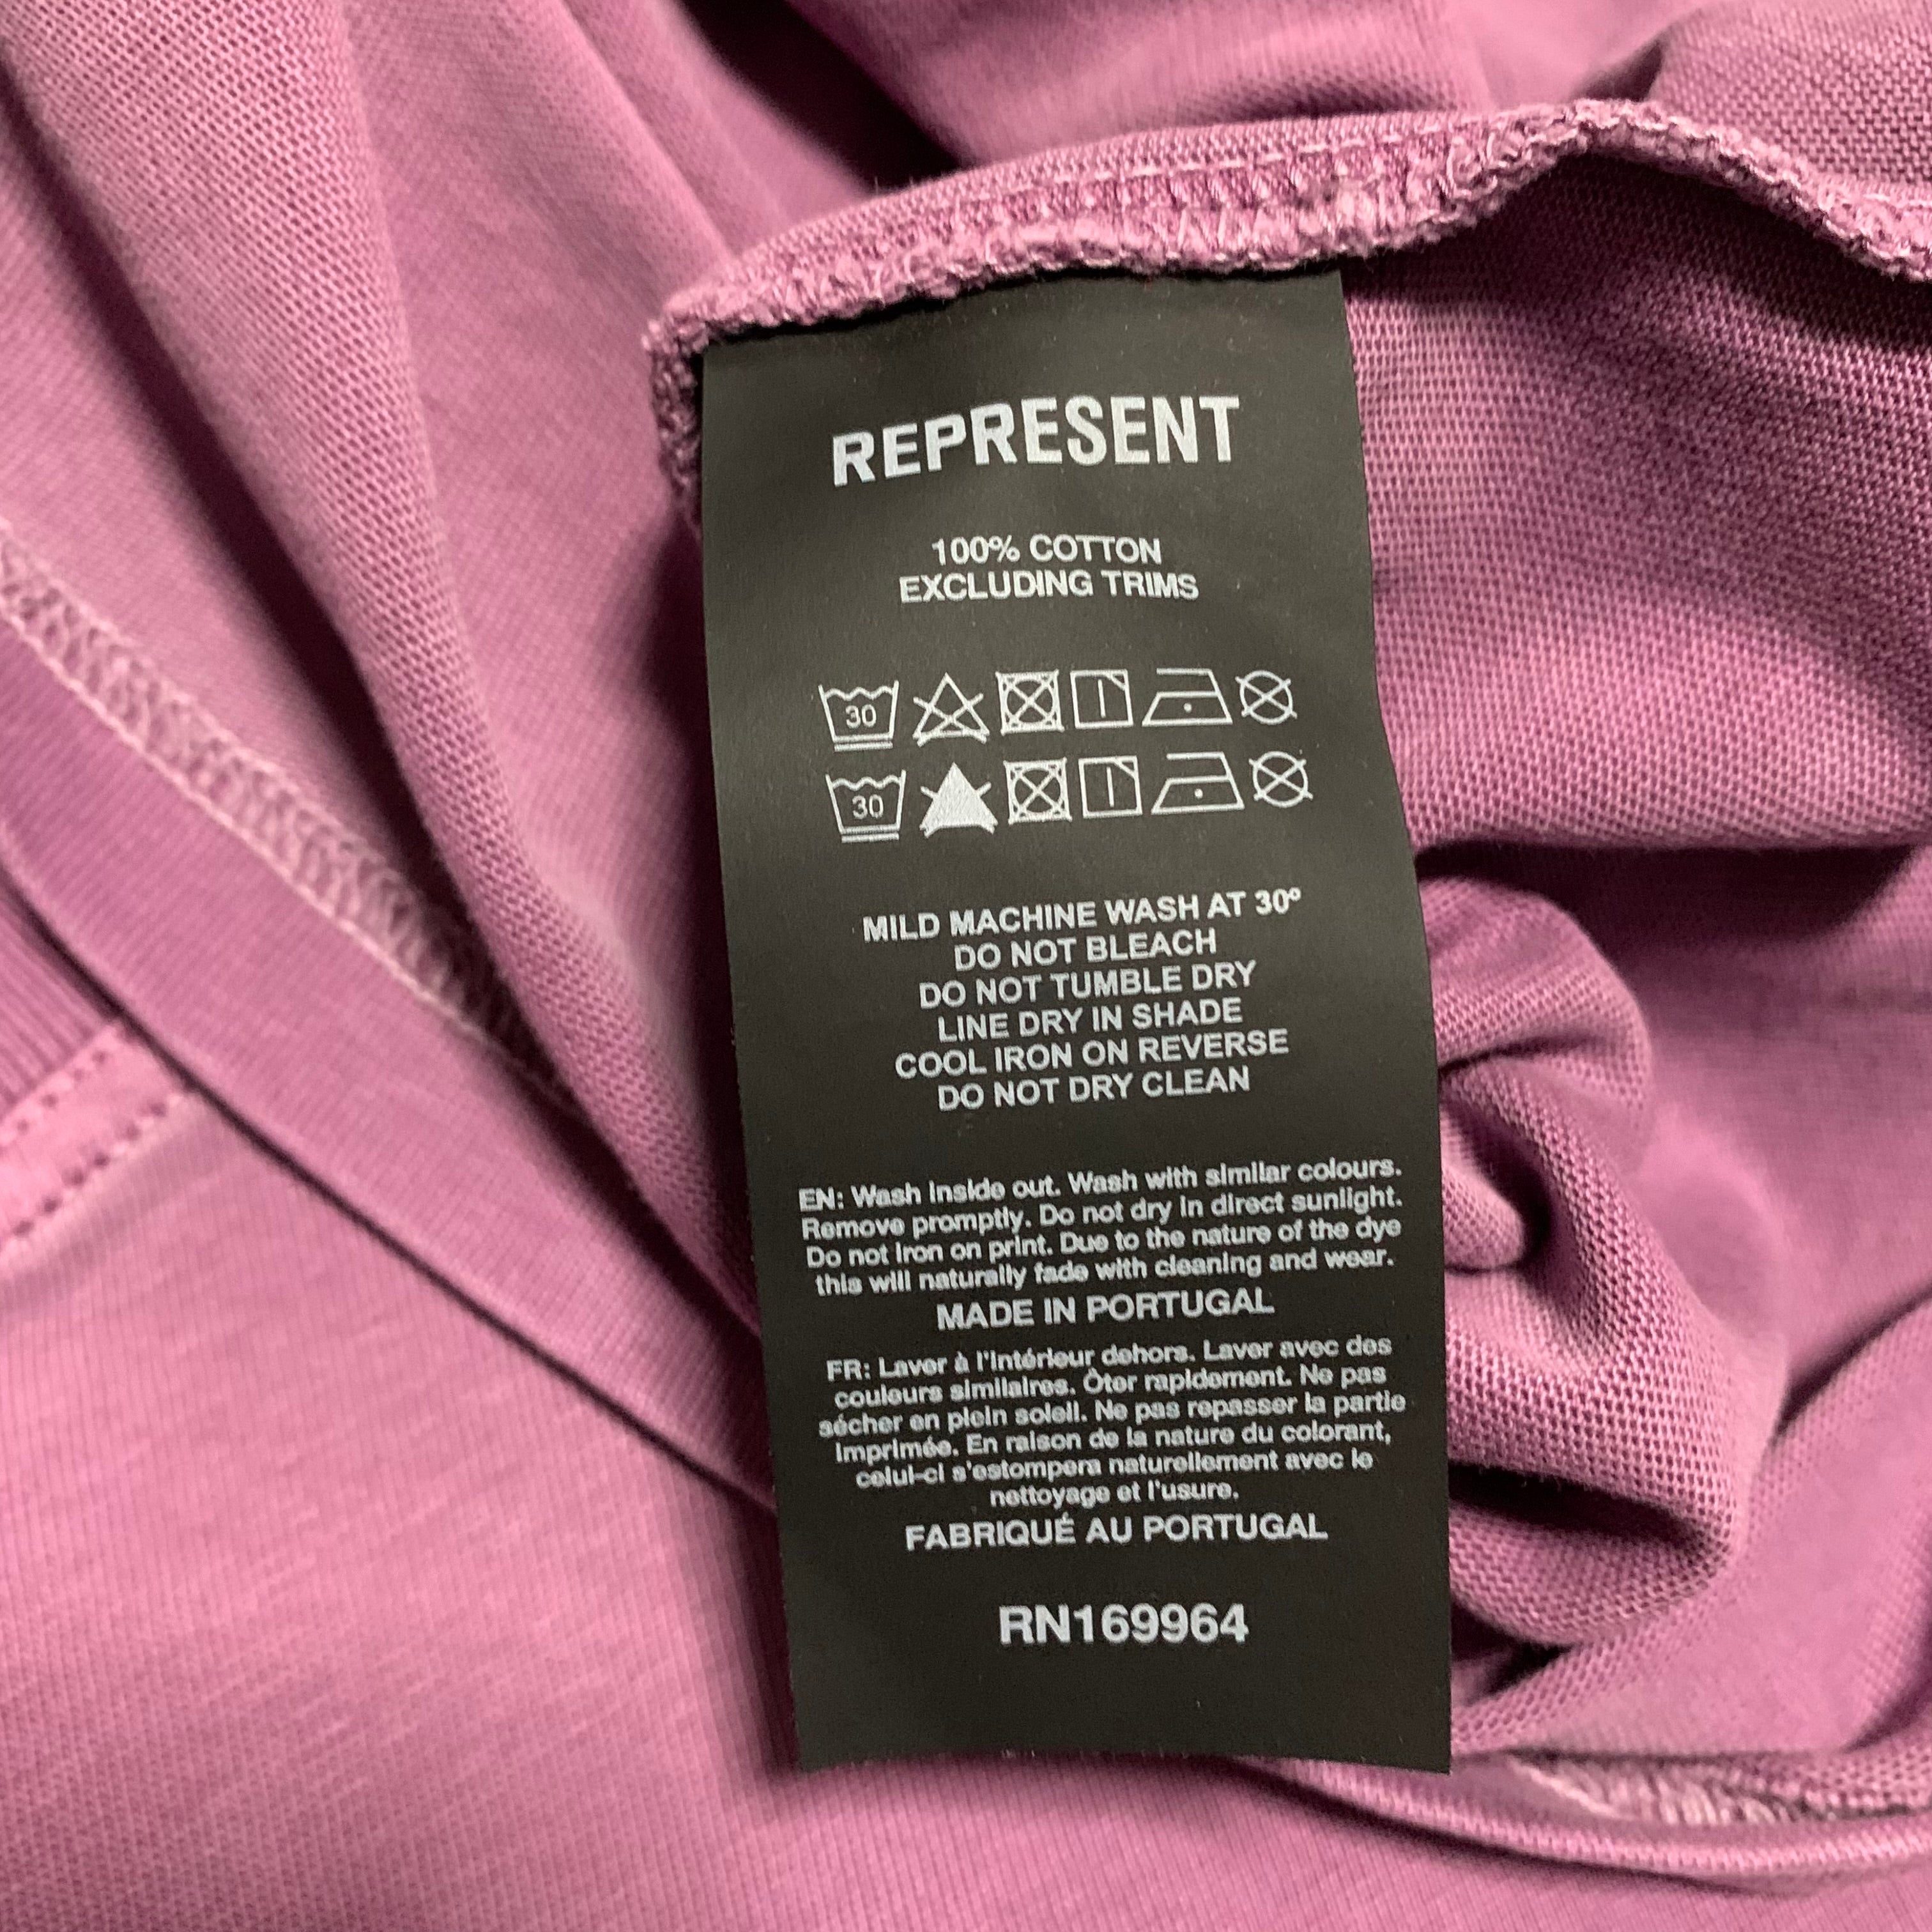 REPRESENT
100% COTTON
EXCLUDING TRIMS
30
30
MILD MACHINE WASH AT 30º
DO NOT BLEACH
DO NOT TUMBLE DRY
LINE DRY IN SHADE
COOL IRON ON REVERSE
DO NOT DRY CLEAN
EN: Wash inside out. Wash with similar colours.
Remove promptly. Do not dry in direct sunlight.
Do not iron on print. Due to the nature of the dye
this will naturally fade with cleaning and wear.
MADE IN PORTUGAL
FR: Laver à l'intérieur dehors. Laver avec des
couleurs similaires. Ôter rapidement. Ne pas
sécher en plein soleil. Ne pas repasser la partie
imprimée. En raison de la nature du colorant,
celui-ci s'estompera naturellement avec le
nettoyage et l'usure.
FABRIQUÉ AU PORTUGAL
RN169964